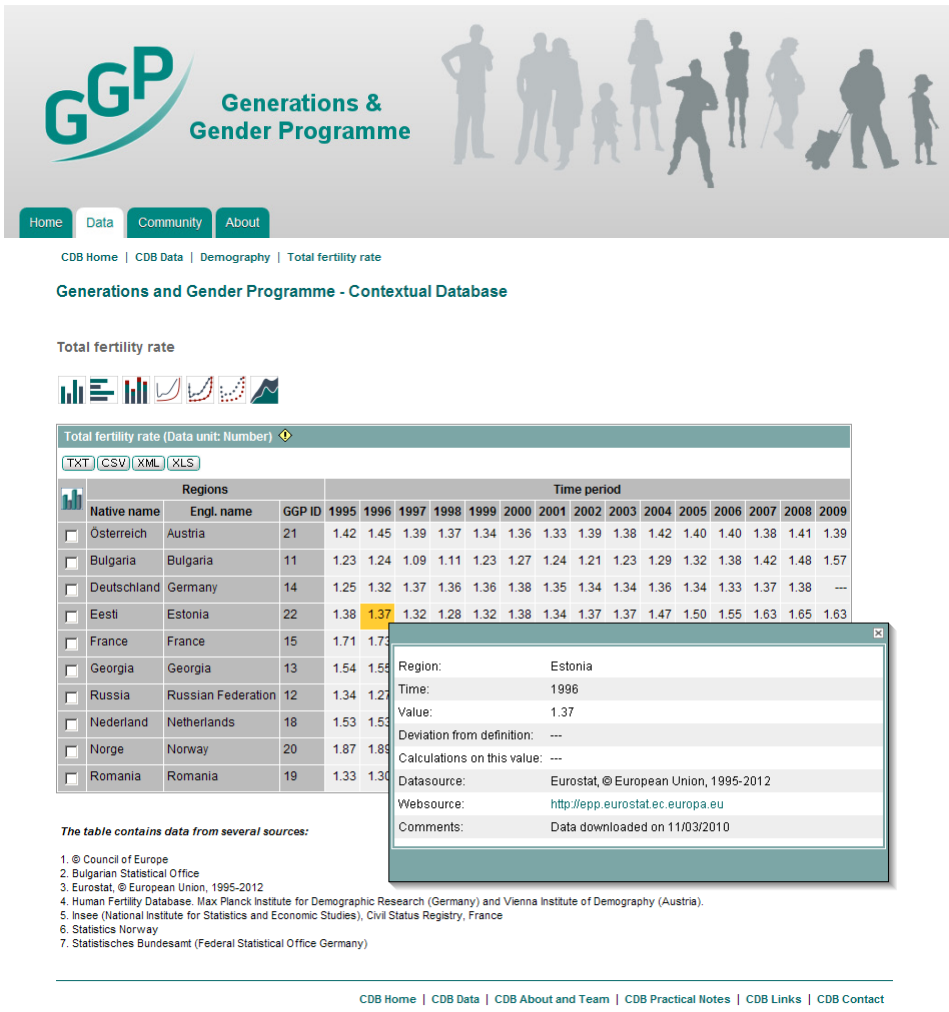 GGP
Generations &
Gender Programme
Home Data Community About
CDB Home | CDB Data | Demography | Total fertility rate
Generations and Gender Programme - Contextual Database
Total fertility rate
Total fertility rate (Data unit: Number)
TXT CSV XML XLS
Regions Time period
Native name Engl. name GGP ID 1995 1996 1997 1998 1999 2000 2001 2002 2003 2004 2005 2006 2007 2008 2009
Österreich Austria 21 1.42 1.45 1.39 1.37 1.34 1.36 1.33 1.39 1.38 1.42 1.40 1.40 1.38 1.41 1.39
Bulgaria Bulgaria 11 1.23 1.24 1.09 1.11 1.23 1.27 1.24 1.21 1.23 1.29 1.32 1.38 1.42 1.48 1.57
Deutschland Germany 14 1.25 1.32 1.37 1.36 1.36 1.38 1.35 1.34 1.34 1.36 1.34 1.33 1.37 1.38 ---
Eesti Estonia 22 1.38 1.37 1.32 1.28 1.32 1.38 1.34 1.37 1.37 1.47 1.50 1.55 1.63 1.65 1.63
France France 15 1.71 1.73
Georgia Georgia 13 1.54 1.55
Russia Russian Federation 12 1.34 1.27
Nederland Netherlands 18 1.53 1.53
Norge Norway 20 1.87 1.89
Romania Romania 19 1.33 1.30
Region: Estonia
Time: 1996
Value: 1.37
Deviation from definition: ---
Calculations on this value: ---
Datasource: Eurostat, © European Union, 1995-2012
Websource: http://epp.eurostat.ec.europa.eu
Comments: Data downloaded on 11/03/2010
The table contains data from several sources:
1. © Council of Europe
2. Bulgarian Statistical Office
3. Eurostat, © European Union, 1995-2012
4. Human Fertility Database. Max Planck Institute for Demographic Research (Germany) and Vienna Institute of Demography (Austria).
5. Insee (National Institute for Statistics and Economic Studies), Civil Status Registry, France
6. Statistics Norway
7. Statistisches Bundesamt (Federal Statistical Office Germany)
CDB Home | CDB Data | CDB About and Team | CDB Practical Notes | CDB Links | CDB Contact